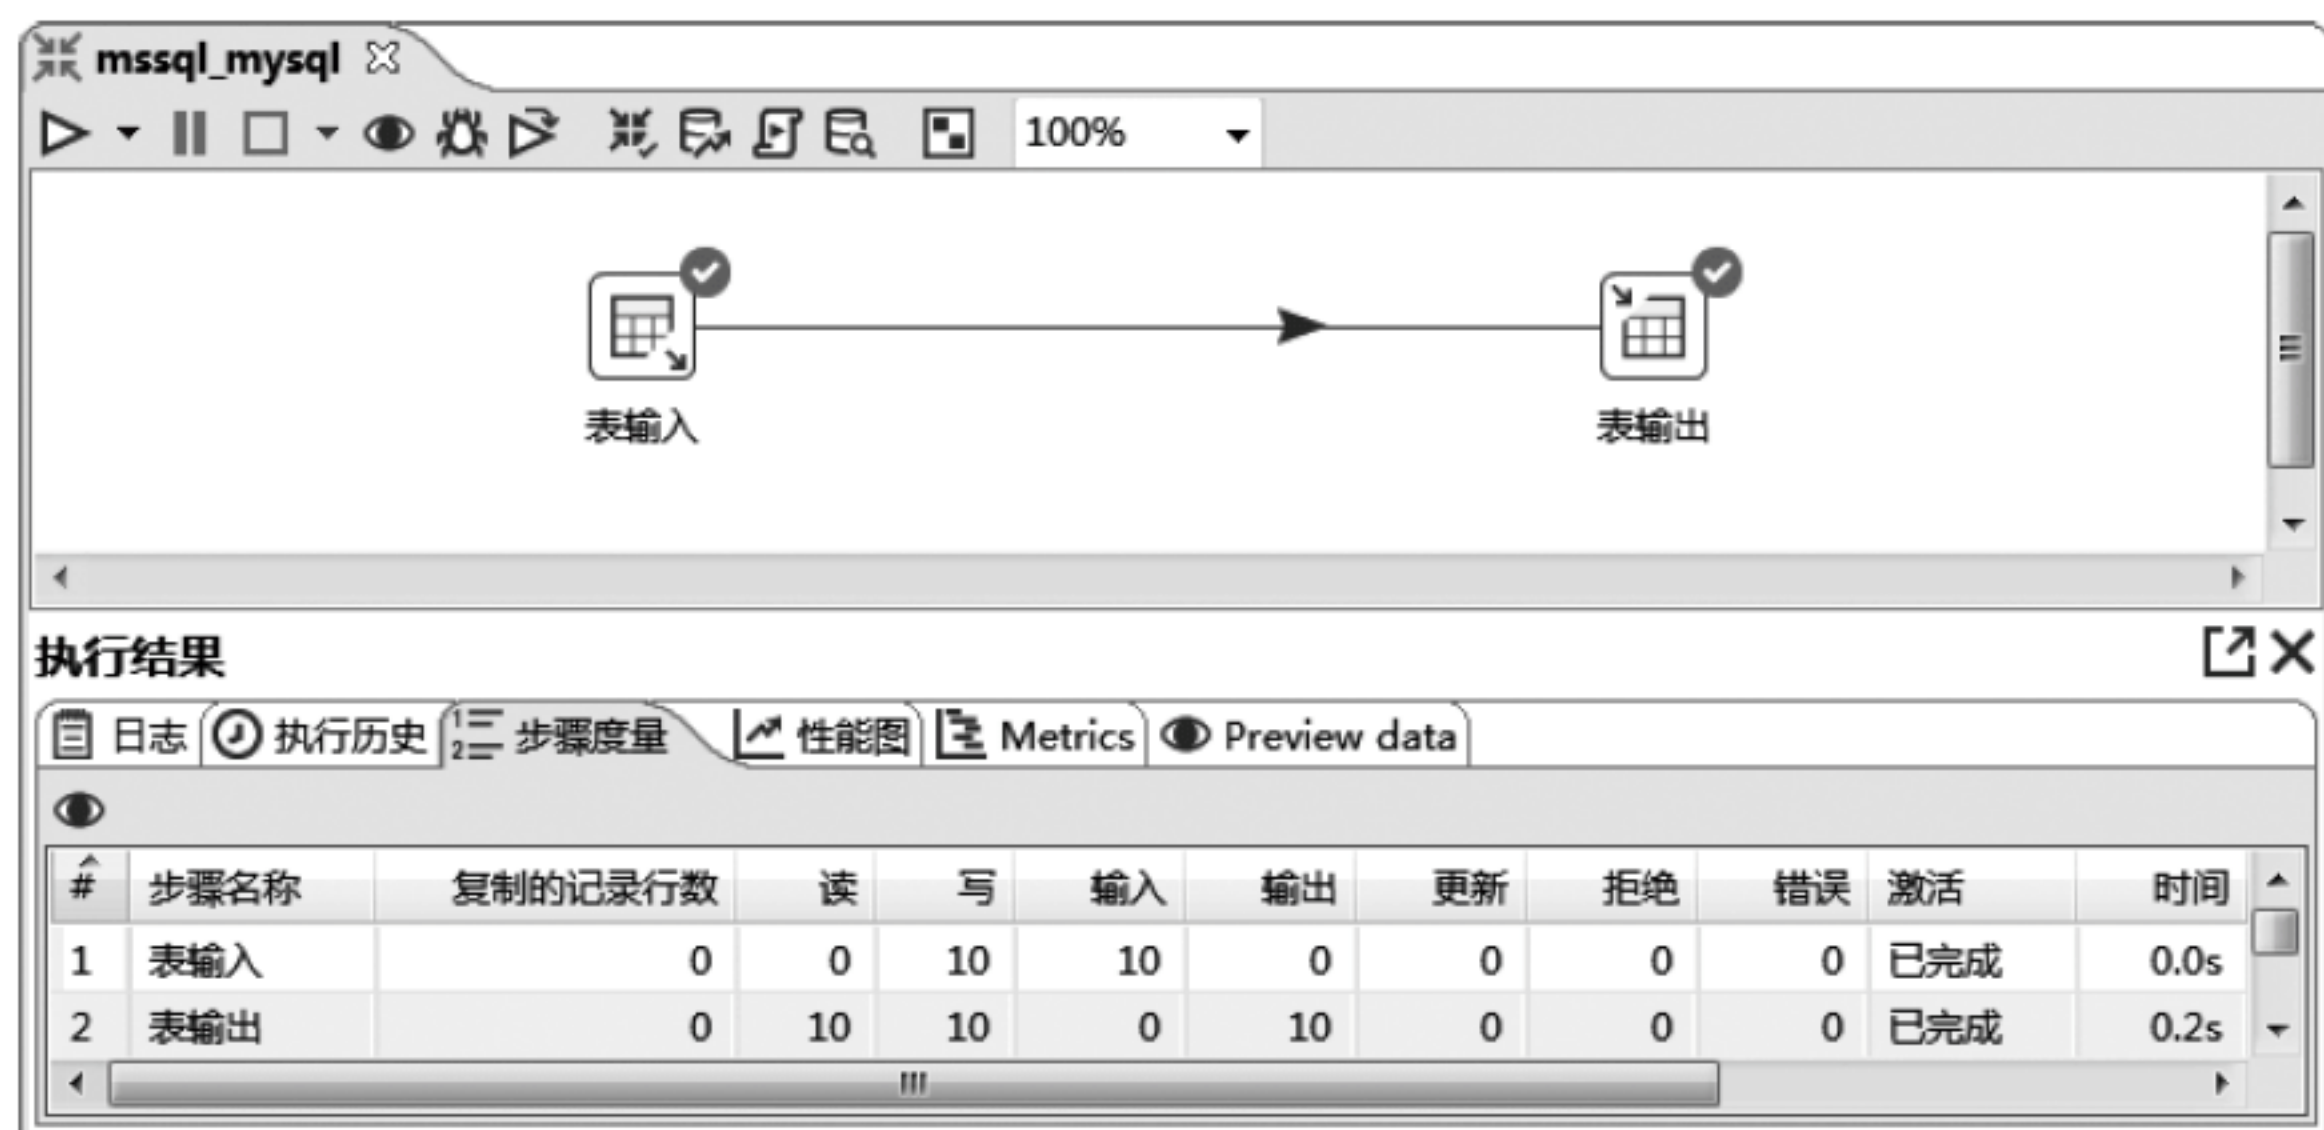 mssql_mysql
100%
表输入 表输出
执行结果
日志 执行历史 步骤度量 性能图 Metrics Preview data
# 步骤名称 复制的记录行数 读 写 输入 输出 更新 拒绝 错误 激活 时间
1 表输入 0 0 10 10 0 0 0 0 已完成 0.0s
2 表输出 0 10 10 0 10 0 0 0 已完成 0.2s